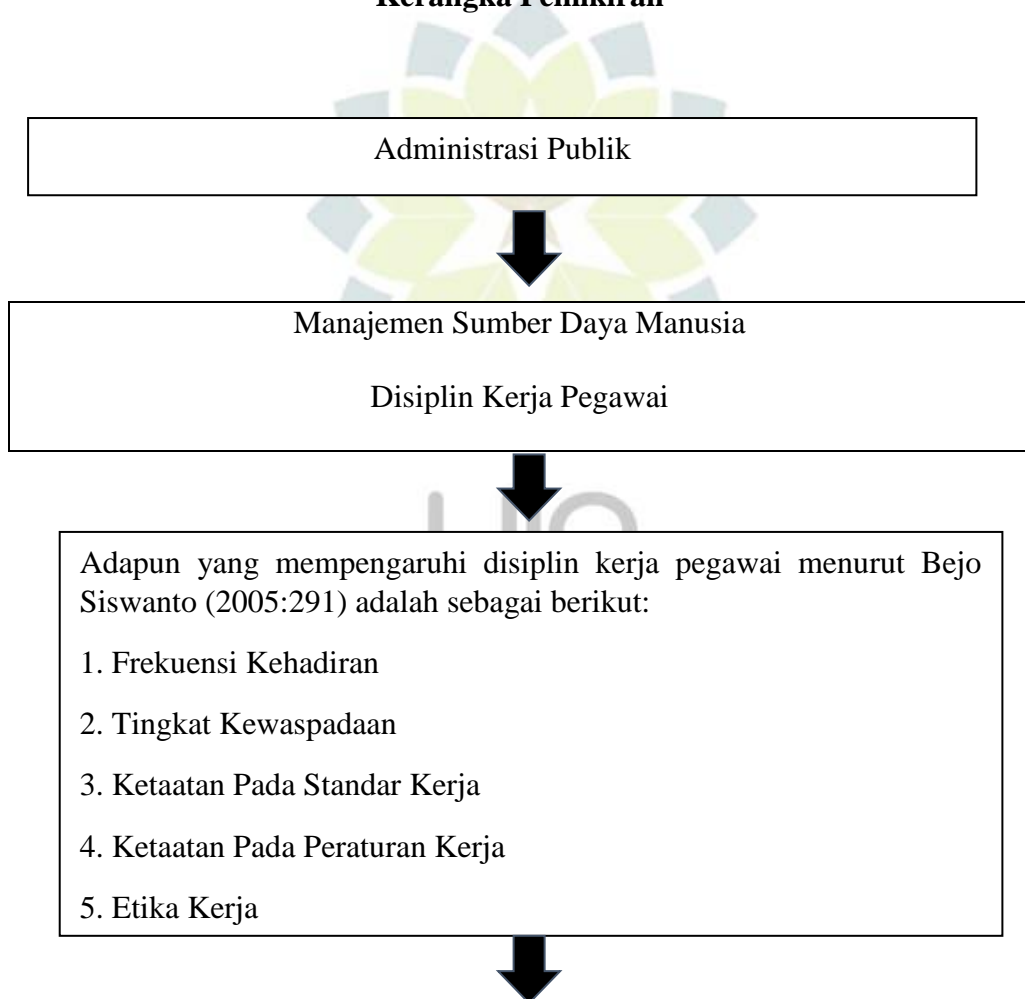 Kerangka Pemikiran
Administrasi Publik
Manajemen Sumber Daya Manusia
Disiplin Kerja Pegawai
Adapun yang mempengaruhi disiplin kerja pegawai menurut Bejo
Siswanto (2005:291) adalah sebagai berikut:
1. Frekuensi Kehadiran
2. Tingkat Kewaspadaan
3. Ketaatan Pada Standar Kerja
4. Ketaatan Pada Peraturan Kerja
5. Etika Kerja